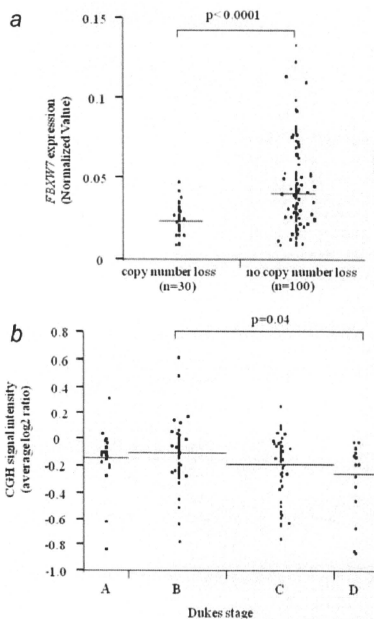 a
p<0.0001
0.15
0.1
0.05
0
FBXW7 expression
(Normalized Value)
copy number loss
(n=30)
no copy number loss
(n=100)
b
p=0.04
0.8
0.6
0.4
0.2
0
-0.2
-0.4
-0.6
-0.8
-1.0
CGH signal intensity
(average log2 ratio)
A
B
C
D
Dukes stage